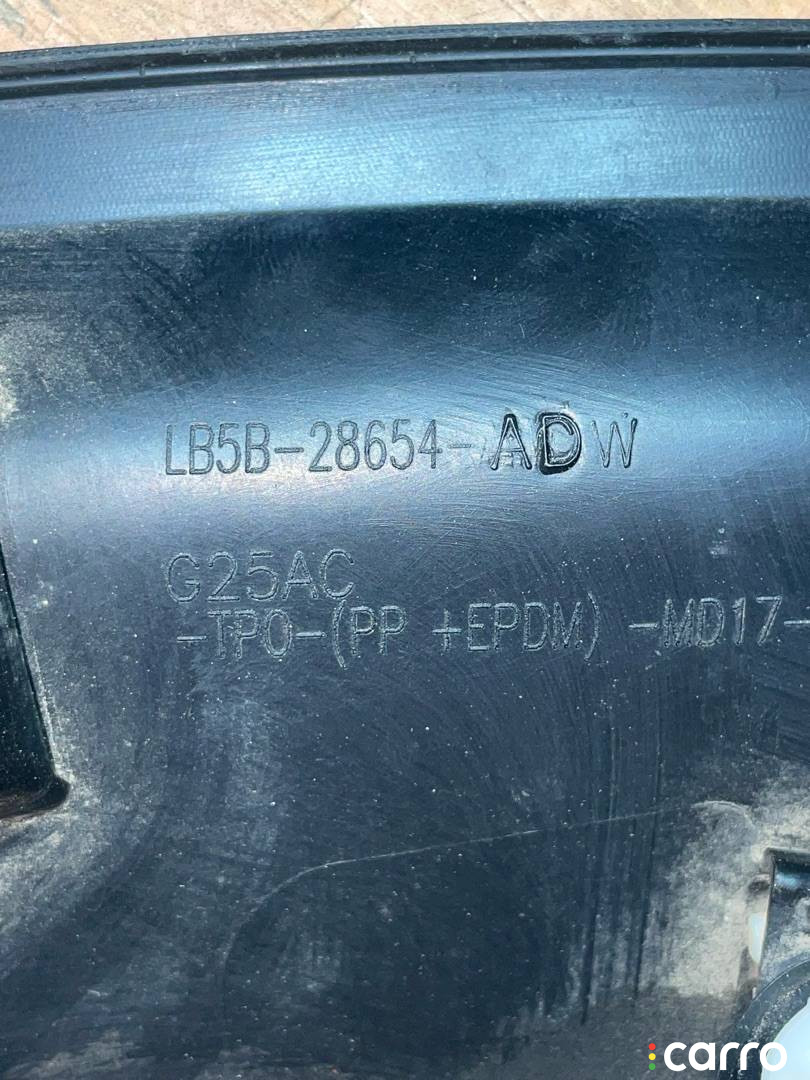 LB5B-28654-ADW
G25AC
-TPO-(PP +EPDM) -MD17-
carro